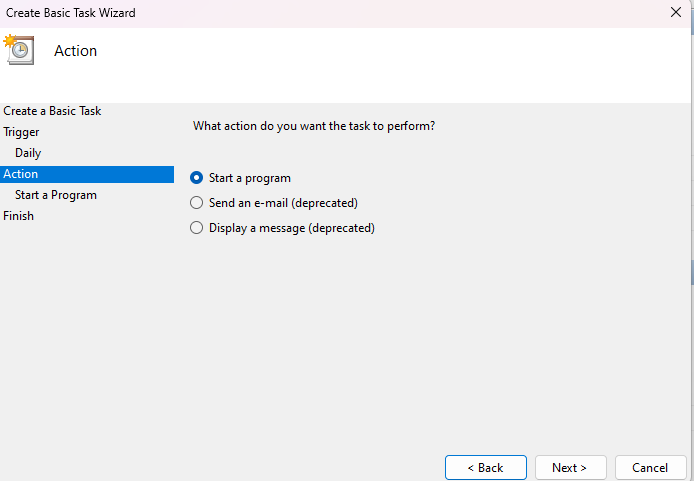 Create Basic Task Wizard
Action
Create a Basic Task
What action do you want the task to perform?
Trigger
Daily
Action
Start a program
Start a Program
Send an e-mail (deprecated)
Finish
Display a message (deprecated)
< Back
Next >
Cancel